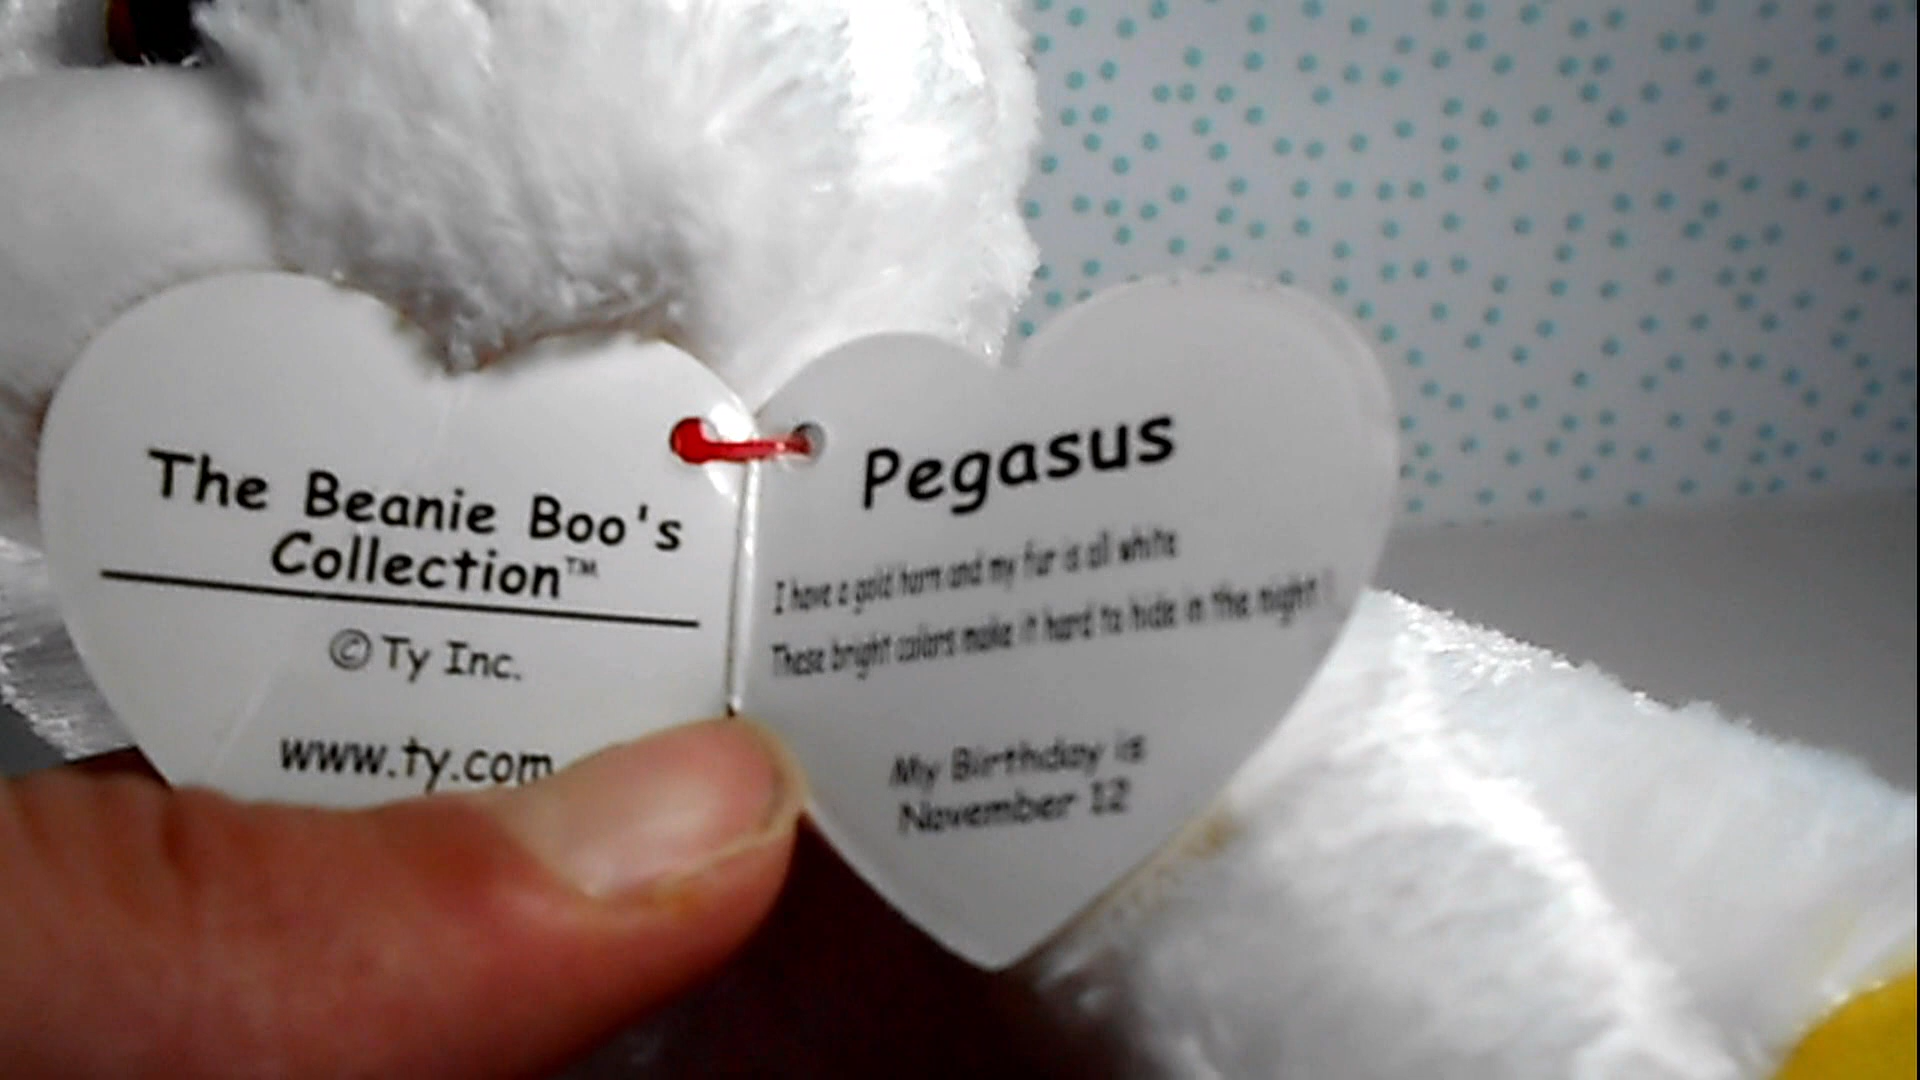 The Beanie Boo's
Collection™
© Ty Inc.
www.ty.com
Pegasus
I have a gold horn and my fur is all white
These bright colors make it hard to hide in the night !
My Birthday is
November 12